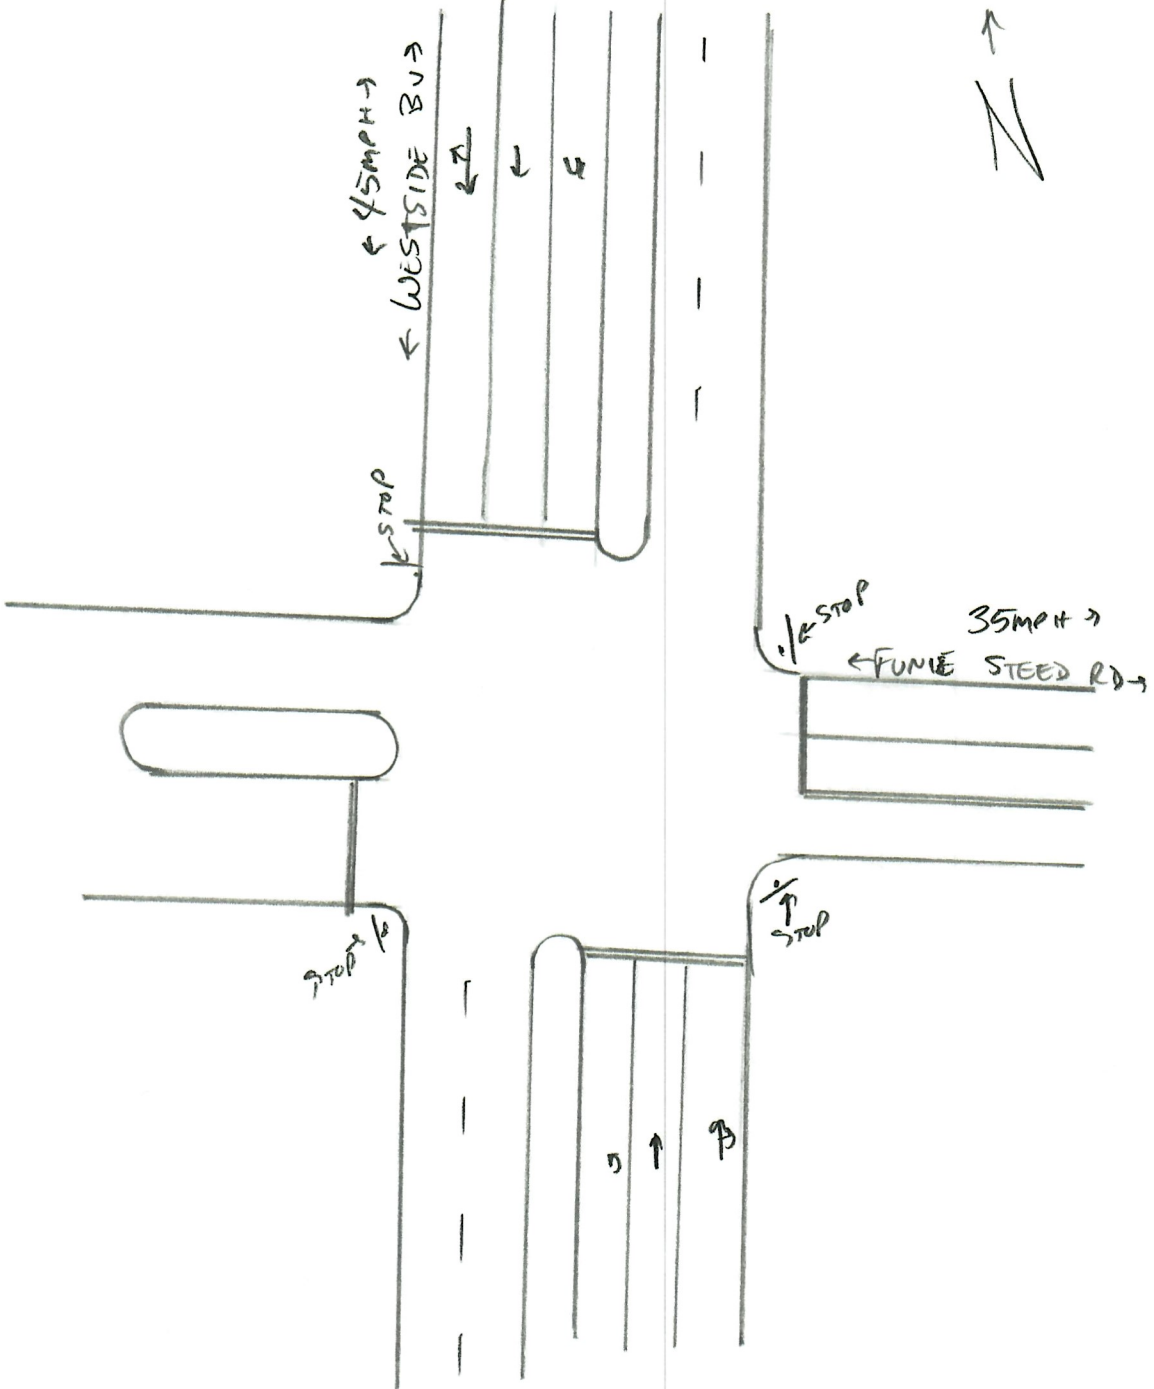 N
← 45MPH →
← WESTSIDE BV →
STOP
← STOP
35MPH →
← FUNIE STEED RD →
STOP
STOP